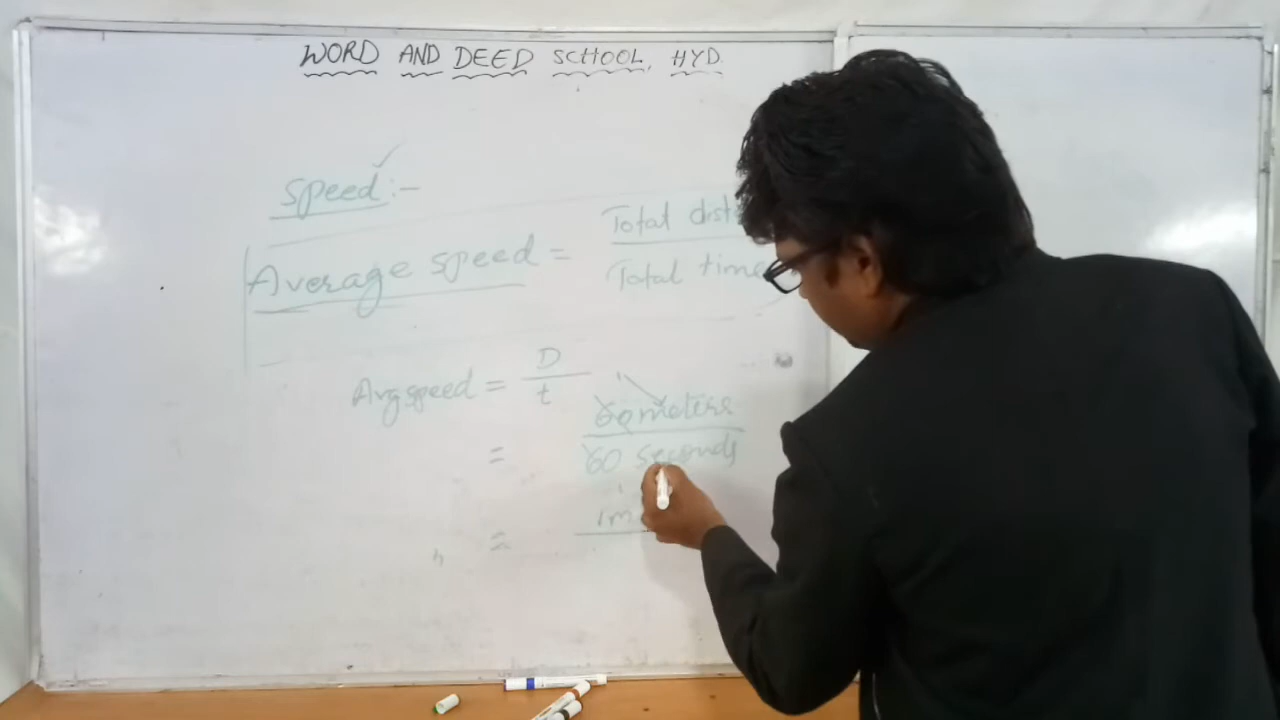 WORD AND DEED SCHOOL, HYD.
Speed :-
Average speed = Total dist
Total time
Avg speed = D
t
= 60 meters
60 seconds
1
= 1m